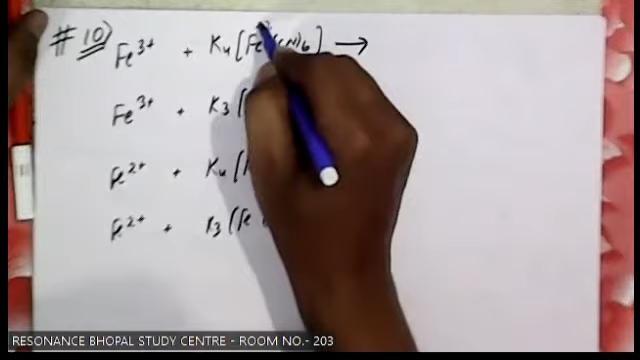 # 10) Fe³⁺ + K₄[Fe (CN)₆] →
Fe³⁺ + K₃[
Fe²⁺ + K₄[
Fe²⁺ + K₃[Fe
RESONANCE BHOPAL STUDY CENTRE - ROOM NO.- 203